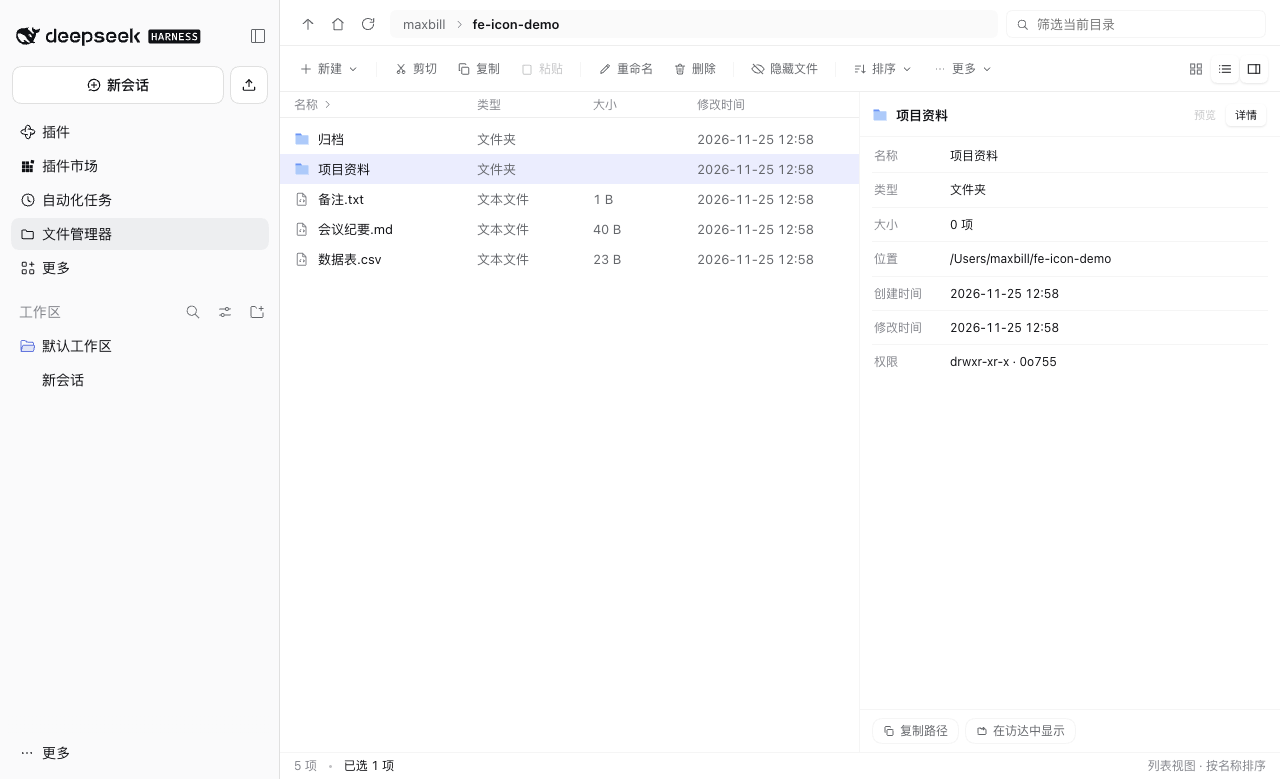 deepseek HARNESS
新会话
插件
插件市场
自动化任务
文件管理器
更多
工作区
默认工作区
新会话
更多
maxbill fe-icon-demo 筛选当前目录
新建 剪切 复制 粘贴 重命名 删除 隐藏文件 排序 更多
名称 类型 大小 修改时间
归档 文件夹 2026-11-25 12:58
项目资料 文件夹 2026-11-25 12:58
备注.txt 文本文件 1 B 2026-11-25 12:58
会议纪要.md 文本文件 40 B 2026-11-25 12:58
数据表.csv 文本文件 23 B 2026-11-25 12:58
项目资料 预览 详情
名称 项目资料
类型 文件夹
大小 0 项
位置 /Users/maxbill/fe-icon-demo
创建时间 2026-11-25 12:58
修改时间 2026-11-25 12:58
权限 drwxr-xr-x · 0o755
复制路径 在访达中显示
5 项 • 已选 1 项 列表视图 · 按名称排序